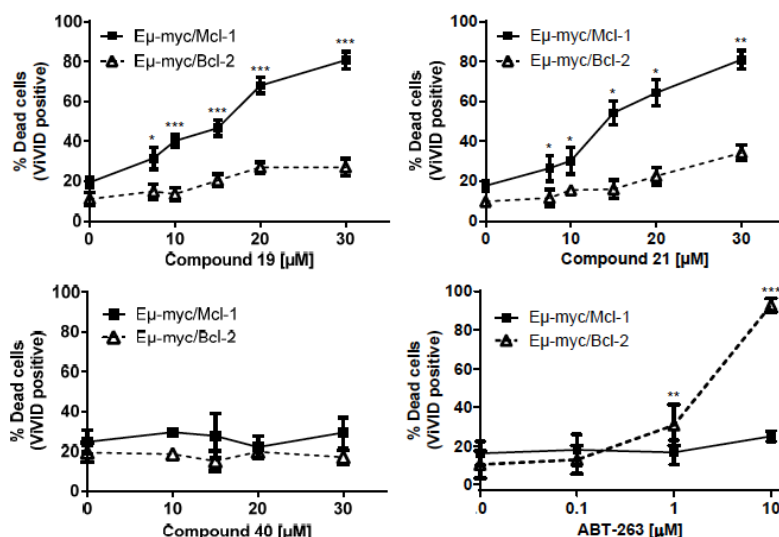 Eµ-myc/Mcl-1
Eµ-myc/Bcl-2
% Dead cells
(ViViD positive)
100
80
60
40
20
0
* *** *** *** ***
0 10 20 30
Compound 19 [µM]
Eµ-myc/Mcl-1
Eµ-myc/Bcl-2
% Dead cells
(ViViD positive)
100
80
60
40
20
0
* * * * **
0 10 20 30
Compound 21 [µM]
Eµ-myc/Mcl-1
Eµ-myc/Bcl-2
% Dead cells
(ViViD positive)
100
80
60
40
20
0
0 10 20 30
Compound 40 [µM]
Eµ-myc/Mcl-1
Eµ-myc/Bcl-2
% Dead cells
(ViViD positive)
100
80
60
40
20
0
** ***
.0 0.1 1 10
ABT-263 [µM]